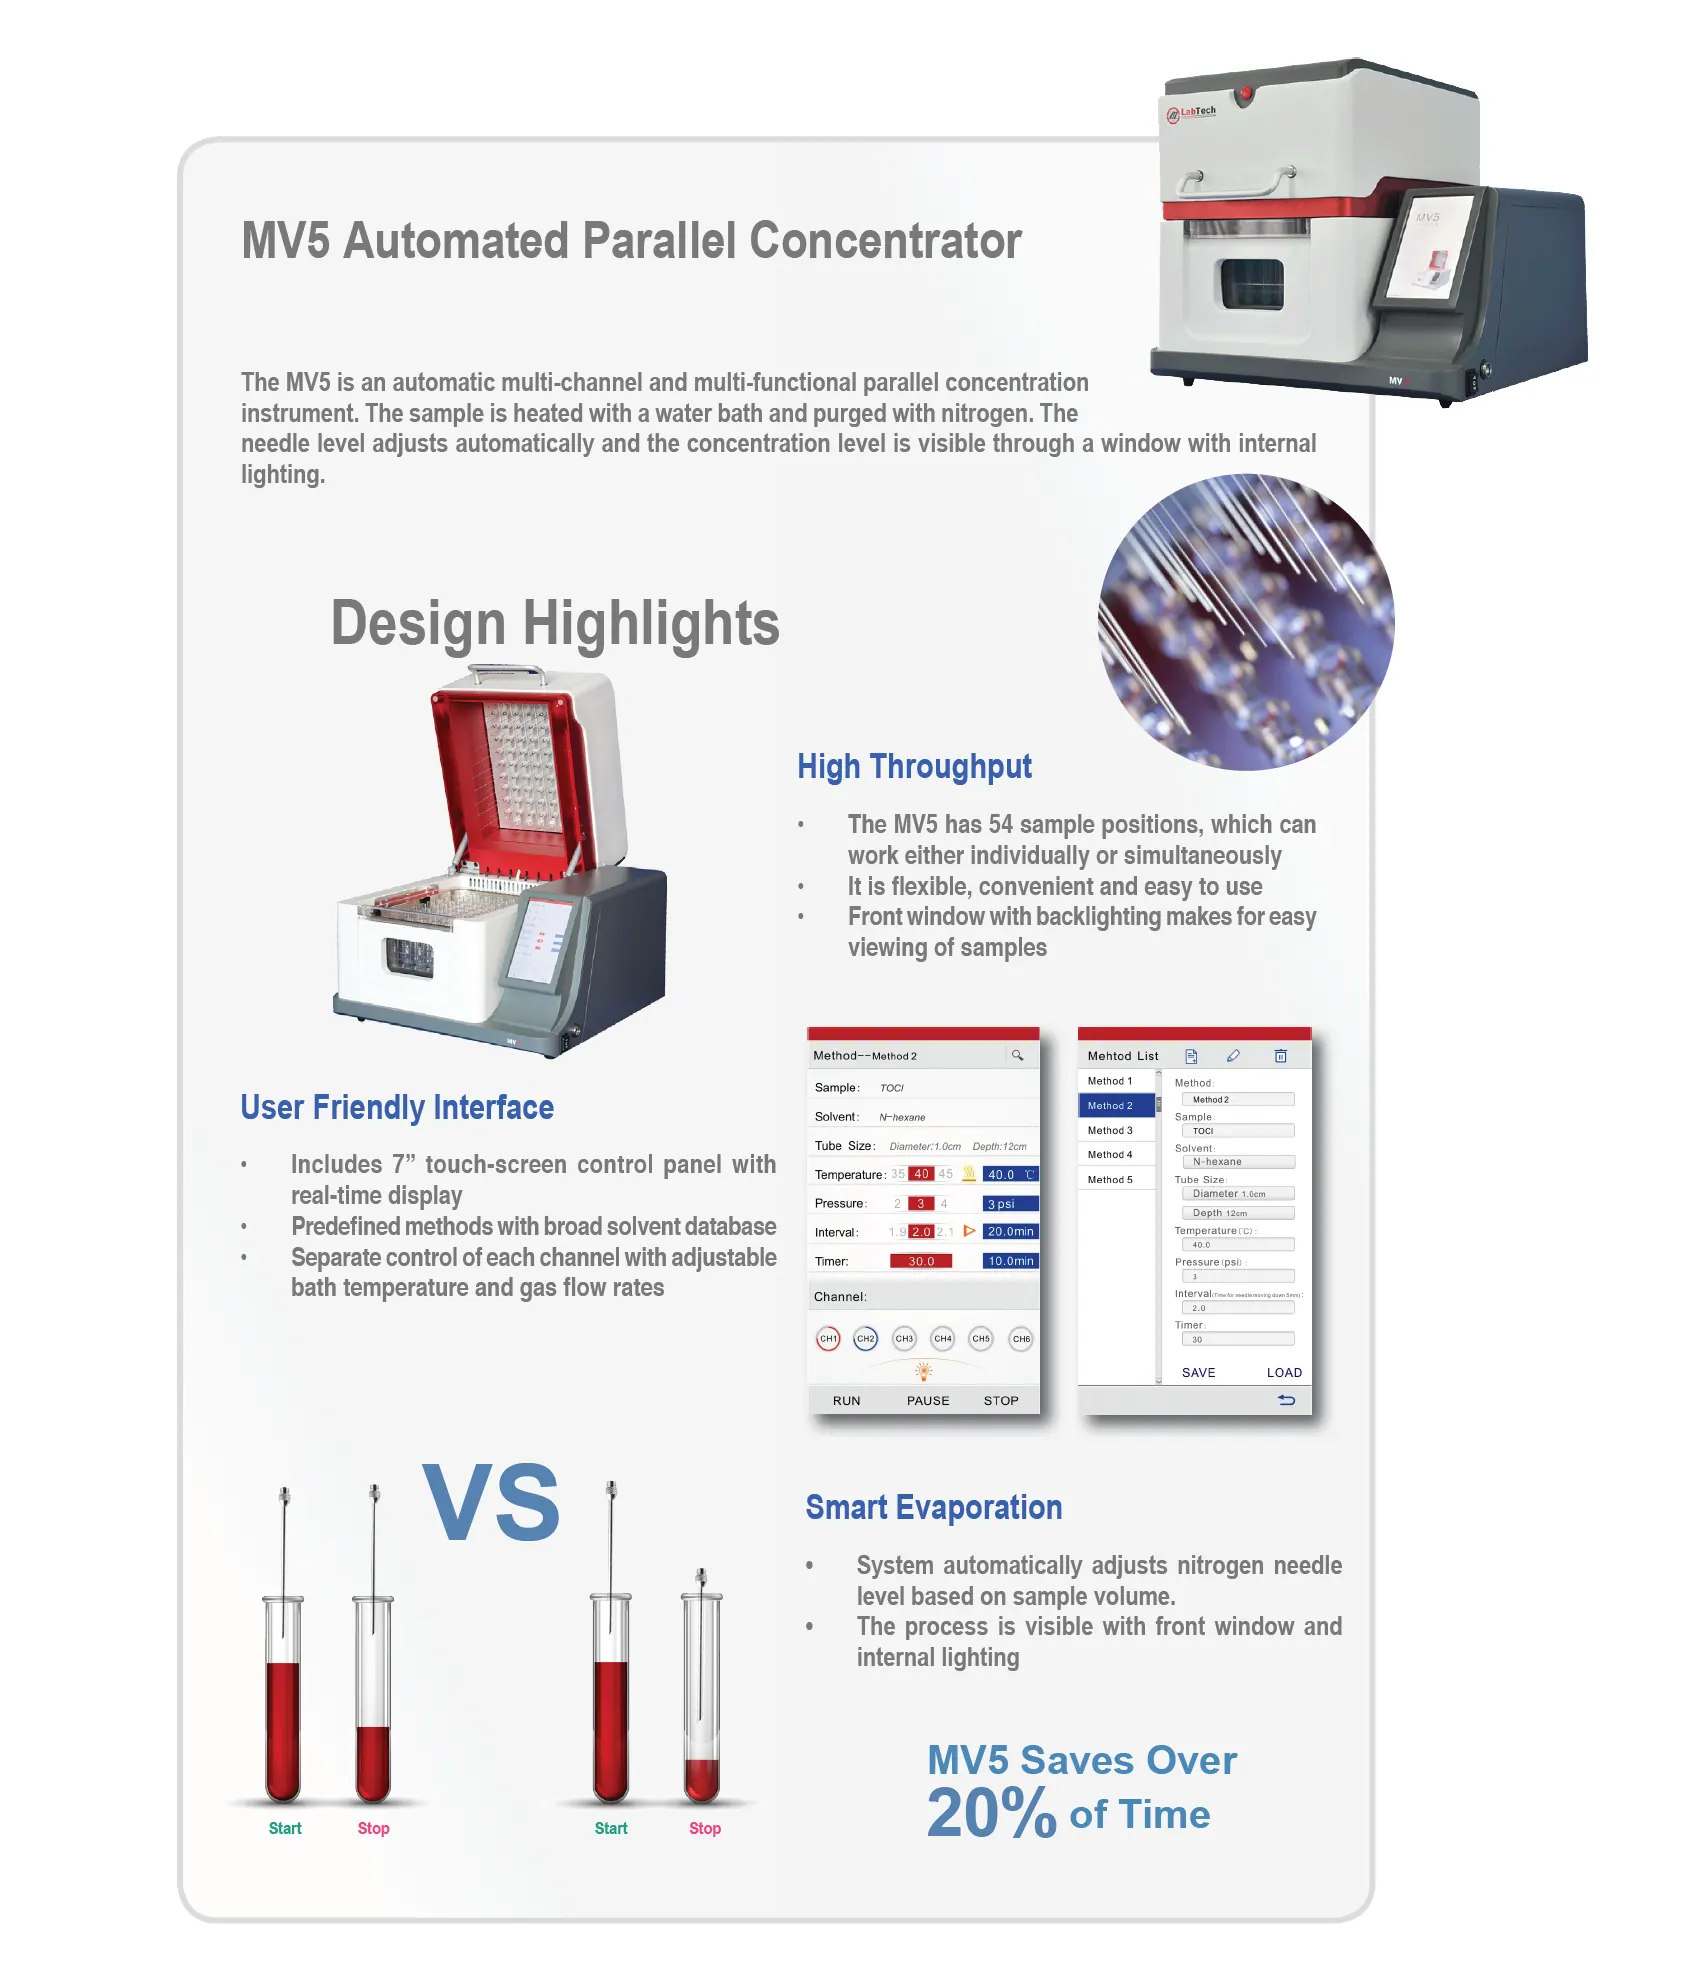 LabTech
MV5
MV5 Automated Parallel Concentrator
The MV5 is an automatic multi-channel and multi-functional parallel concentration
instrument. The sample is heated with a water bath and purged with nitrogen. The
needle level adjusts automatically and the concentration level is visible through a window with internal
lighting.
Design Highlights
High Throughput
• The MV5 has 54 sample positions, which can
work either individually or simultaneously
• It is flexible, convenient and easy to use
• Front window with backlighting makes for easy
viewing of samples
User Friendly Interface
• Includes 7” touch-screen control panel with
real-time display
• Predefined methods with broad solvent database
• Separate control of each channel with adjustable
bath temperature and gas flow rates
Method--Method 2
Sample: TOCl
Solvent: N-hexane
Tube Size: Diameter:1.0cm Depth:12cm
Temperature: 35 40 45 40.0 ℃
Pressure: 2 3 4 3 psi
Interval: 1.9 2.0 2.1 20.0min
Timer: 30.0 10.0min
Channel:
CH1 CH2 CH3 CH4 CH5 CH6
RUN PAUSE STOP
Mehtod List
Method 1
Method 2
Method 3
Method 4
Method 5
Method:
Method 2
Sample:
TOCl
Solvent:
N-hexane
Tube Size:
Diameter 1.0cm
Depth 12cm
Temperature(℃):
40.0
Pressure(psi):
3
Interval(Time for needle moving down 5mm):
2.0
Timer:
30
SAVE LOAD
VS
Start Stop
Start Stop
Smart Evaporation
• System automatically adjusts nitrogen needle
level based on sample volume.
• The process is visible with front window and
internal lighting
MV5 Saves Over
20% of Time